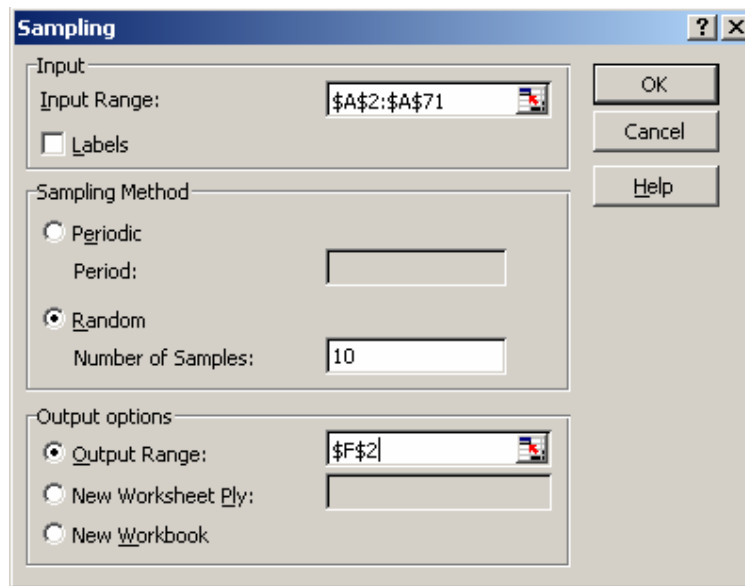 Sampling
Input
Input Range: $A$2:$A$71
Labels
OK
Cancel
Help
Sampling Method
Periodic
Period:
Random
Number of Samples: 10
Output options
Output Range: $F$2
New Worksheet Ply:
New Workbook